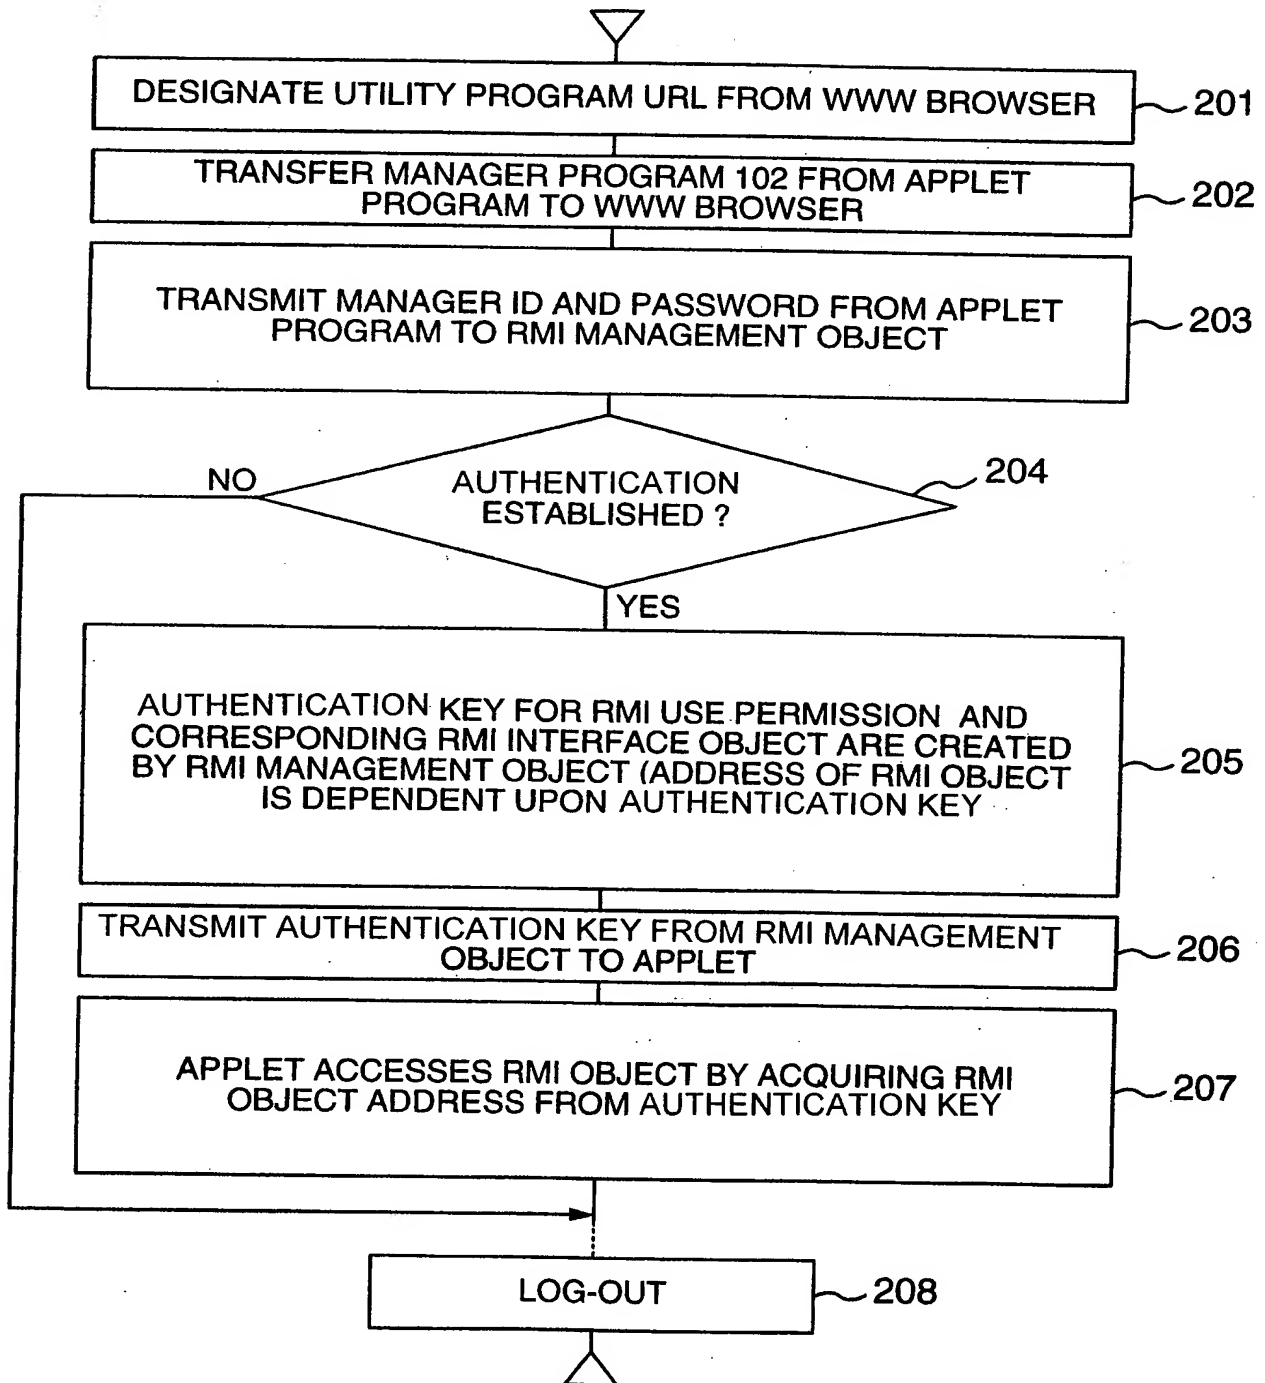 DESIGNATE UTILITY PROGRAM URL FROM WWW BROWSER
201
TRANSFER MANAGER PROGRAM 102 FROM APPLET
PROGRAM TO WWW BROWSER
202
TRANSMIT MANAGER ID AND PASSWORD FROM APPLET
PROGRAM TO RMI MANAGEMENT OBJECT
203
NO
AUTHENTICATION
ESTABLISHED ?
204
YES
AUTHENTICATION KEY FOR RMI USE PERMISSION AND
CORRESPONDING RMI INTERFACE OBJECT ARE CREATED
BY RMI MANAGEMENT OBJECT (ADDRESS OF RMI OBJECT
IS DEPENDENT UPON AUTHENTICATION KEY
205
TRANSMIT AUTHENTICATION KEY FROM RMI MANAGEMENT
OBJECT TO APPLET
206
APPLET ACCESSES RMI OBJECT BY ACQUIRING RMI
OBJECT ADDRESS FROM AUTHENTICATION KEY
207
LOG-OUT
208